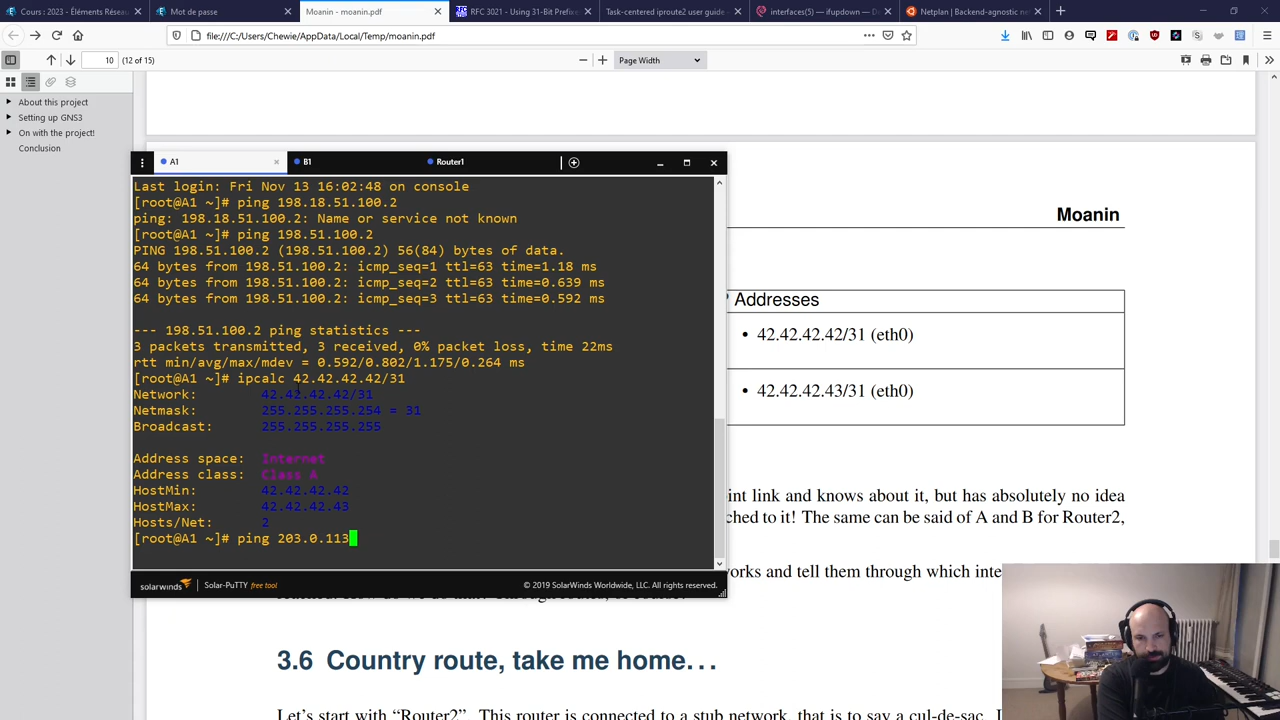 Cours : 2023 - Éléments Réseau
Mot de passe
Moanin - moanin.pdf
RFC 3021 - Using 31-Bit Prefixe
Task-centered iproute2 user guide
interfaces(5) — ifupdown — De
Netplan | Backend-agnostic ne
file:///C:/Users/Chewie/AppData/Local/Temp/moanin.pdf
10 (12 of 15)
Page Width
About this project
Setting up GNS3
On with the project!
Conclusion
A1
B1
Router1
Last login: Fri Nov 13 16:02:48 on console
[root@A1 ~]# ping 198.18.51.100.2
ping: 198.18.51.100.2: Name or service not known
[root@A1 ~]# ping 198.51.100.2
PING 198.51.100.2 (198.51.100.2) 56(84) bytes of data.
64 bytes from 198.51.100.2: icmp_seq=1 ttl=63 time=1.18 ms
64 bytes from 198.51.100.2: icmp_seq=2 ttl=63 time=0.639 ms
64 bytes from 198.51.100.2: icmp_seq=3 ttl=63 time=0.592 ms
--- 198.51.100.2 ping statistics ---
3 packets transmitted, 3 received, 0% packet loss, time 22ms
rtt min/avg/max/mdev = 0.592/0.802/1.175/0.264 ms
[root@A1 ~]# ipcalc 42.42.42.42/31
Network: 42.42.42.42/31
Netmask: 255.255.255.254 = 31
Broadcast: 255.255.255.255
Address space: Internet
Address class: Class A
HostMin: 42.42.42.42
HostMax: 42.42.42.43
Hosts/Net: 2
[root@A1 ~]# ping 203.0.113
solarwinds Solar-PuTTY free tool
© 2019 SolarWinds Worldwide, LLC. All rights reserved.
Moanin
Addresses
• 42.42.42.42/31 (eth0)
• 42.42.42.43/31 (eth0)
int link and knows about it, but has absolutely no idea
ched to it! The same can be said of A and B for Router2,
orks and tell them through which inte
3.6 Country route, take me home…
Let's start with “Router2”. This router is connected to a stub network, that is to say a cul-de-sac.